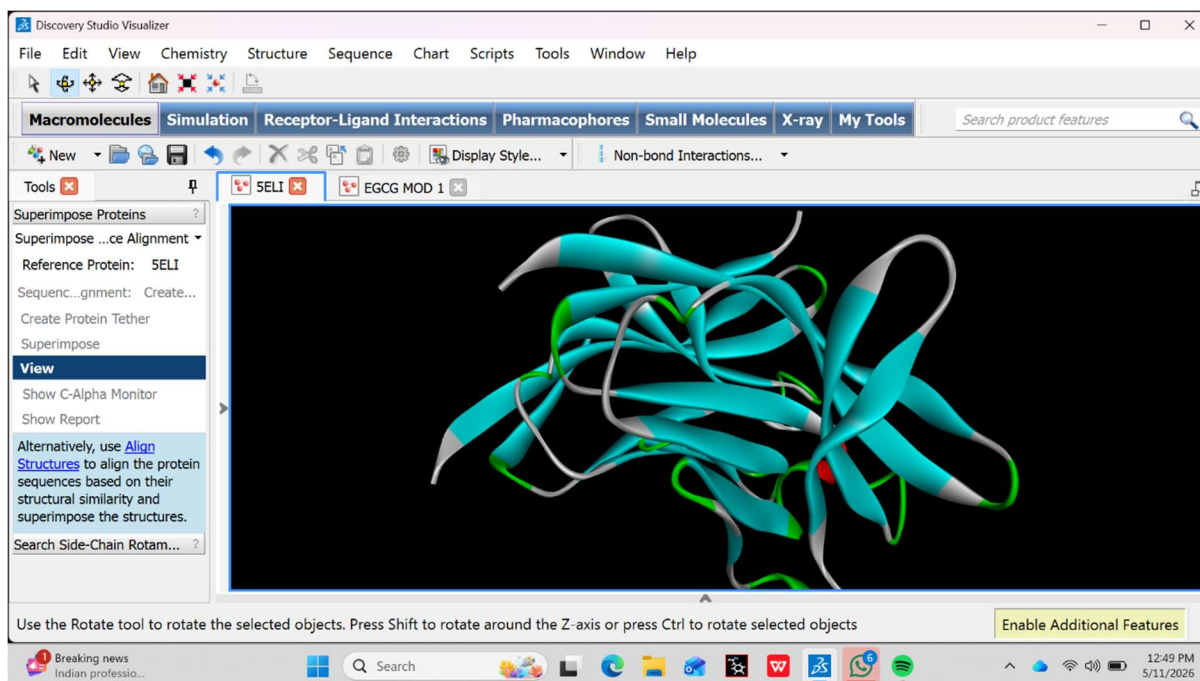 Discovery Studio Visualizer
File Edit View Chemistry Structure Sequence Chart Scripts Tools Window Help
Macromolecules Simulation Receptor-Ligand Interactions Pharmacophores Small Molecules X-ray My Tools Search product features
New Display Style... Non-bond Interactions...
Tools 5ELI EGCG MOD 1
Superimpose Proteins ?
Superimpose ...ce Alignment
Reference Protein: 5ELI
Sequenc...gnment: Create...
Create Protein Tether
Superimpose
View
Show C-Alpha Monitor
Show Report
Alternatively, use Align
Structures to align the protein
sequences based on their
structural similarity and
superimpose the structures.
Search Side-Chain Rotam... ?
Use the Rotate tool to rotate the selected objects. Press Shift to rotate around the Z-axis or press Ctrl to rotate selected objects
Enable Additional Features
1 Breaking news
Indian professio...
Search
6
12:49 PM
5/11/2026